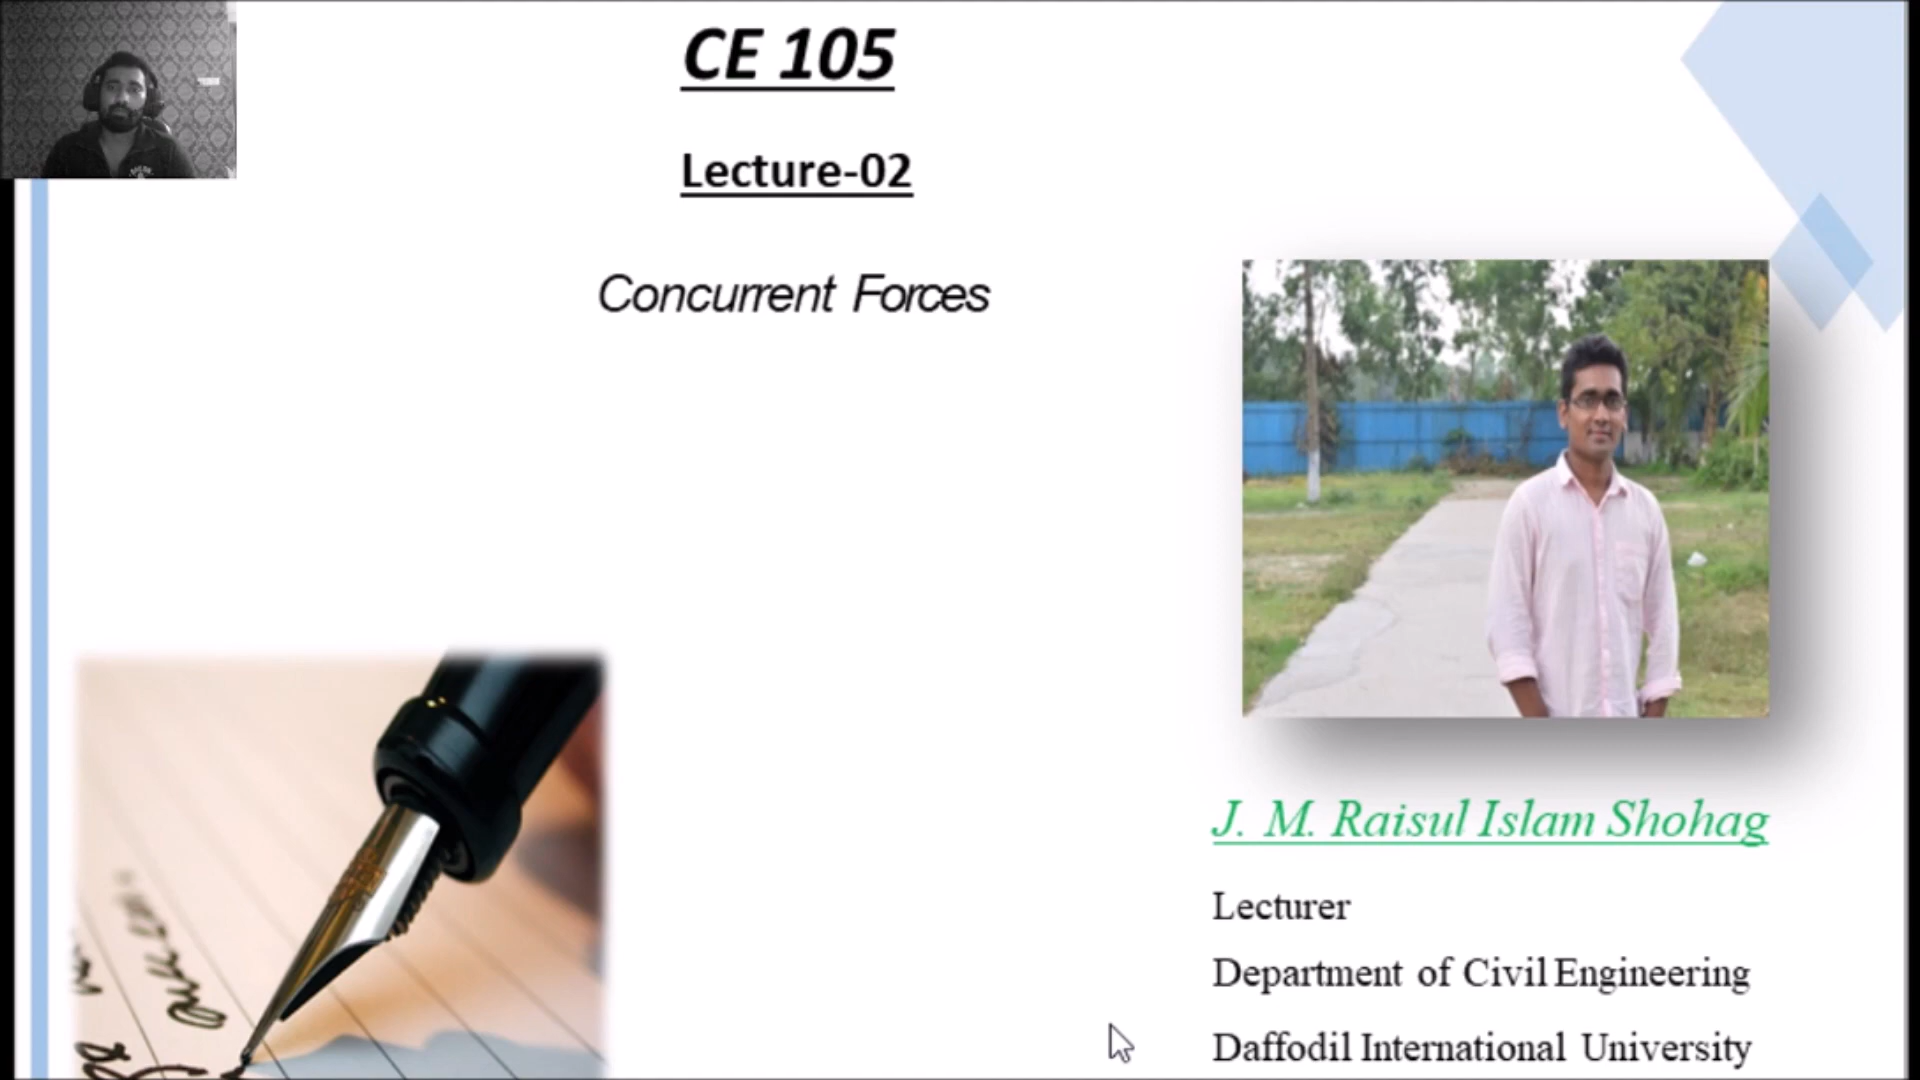 CE 105
Lecture-02
Concurrent Forces
J. M. Raisul Islam Shohag
Lecturer
Department of Civil Engineering
Daffodil International University